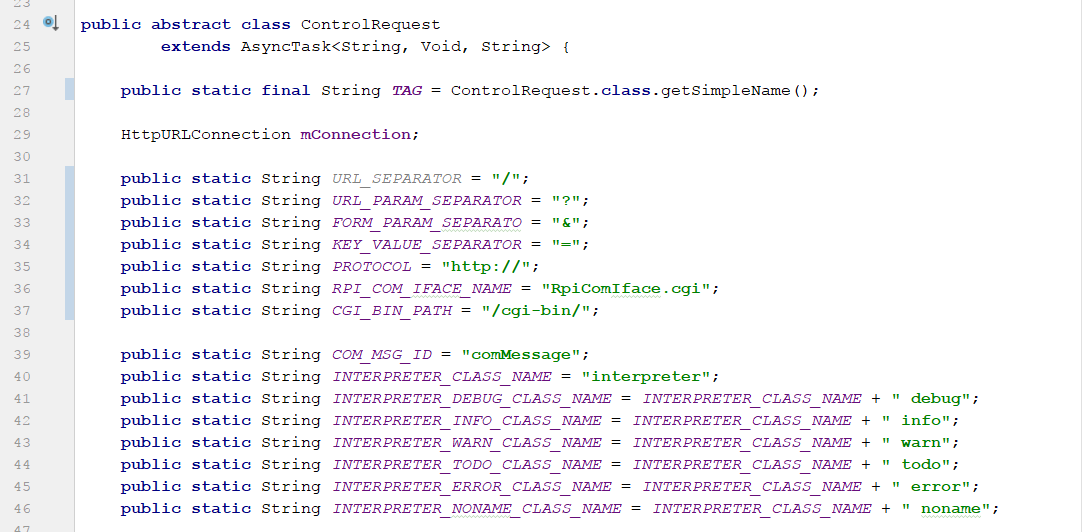 23
24 public abstract class ControlRequest
25 extends AsyncTask<String, Void, String> {
26
27 public static final String TAG = ControlRequest.class.getSimpleName();
28
29 HttpURLConnection mConnection;
30
31 public static String URL_SEPARATOR = "/";
32 public static String URL_PARAM_SEPARATOR = "?";
33 public static String FORM_PARAM_SEPARATO = "&";
34 public static String KEY_VALUE_SEPARATOR = "=";
35 public static String PROTOCOL = "http://";
36 public static String RPI_COM_IFACE_NAME = "RpiComIface.cgi";
37 public static String CGI_BIN_PATH = "/cgi-bin/";
38
39 public static String COM_MSG_ID = "comMessage";
40 public static String INTERPRETER_CLASS_NAME = "interpreter";
41 public static String INTERPRETER_DEBUG_CLASS_NAME = INTERPRETER_CLASS_NAME + " debug";
42 public static String INTERPRETER_INFO_CLASS_NAME = INTERPRETER_CLASS_NAME + " info";
43 public static String INTERPRETER_WARN_CLASS_NAME = INTERPRETER_CLASS_NAME + " warn";
44 public static String INTERPRETER_TODO_CLASS_NAME = INTERPRETER_CLASS_NAME + " todo";
45 public static String INTERPRETER_ERROR_CLASS_NAME = INTERPRETER_CLASS_NAME + " error";
46 public static String INTERPRETER_NONAME_CLASS_NAME = INTERPRETER_CLASS_NAME + " noname";
47